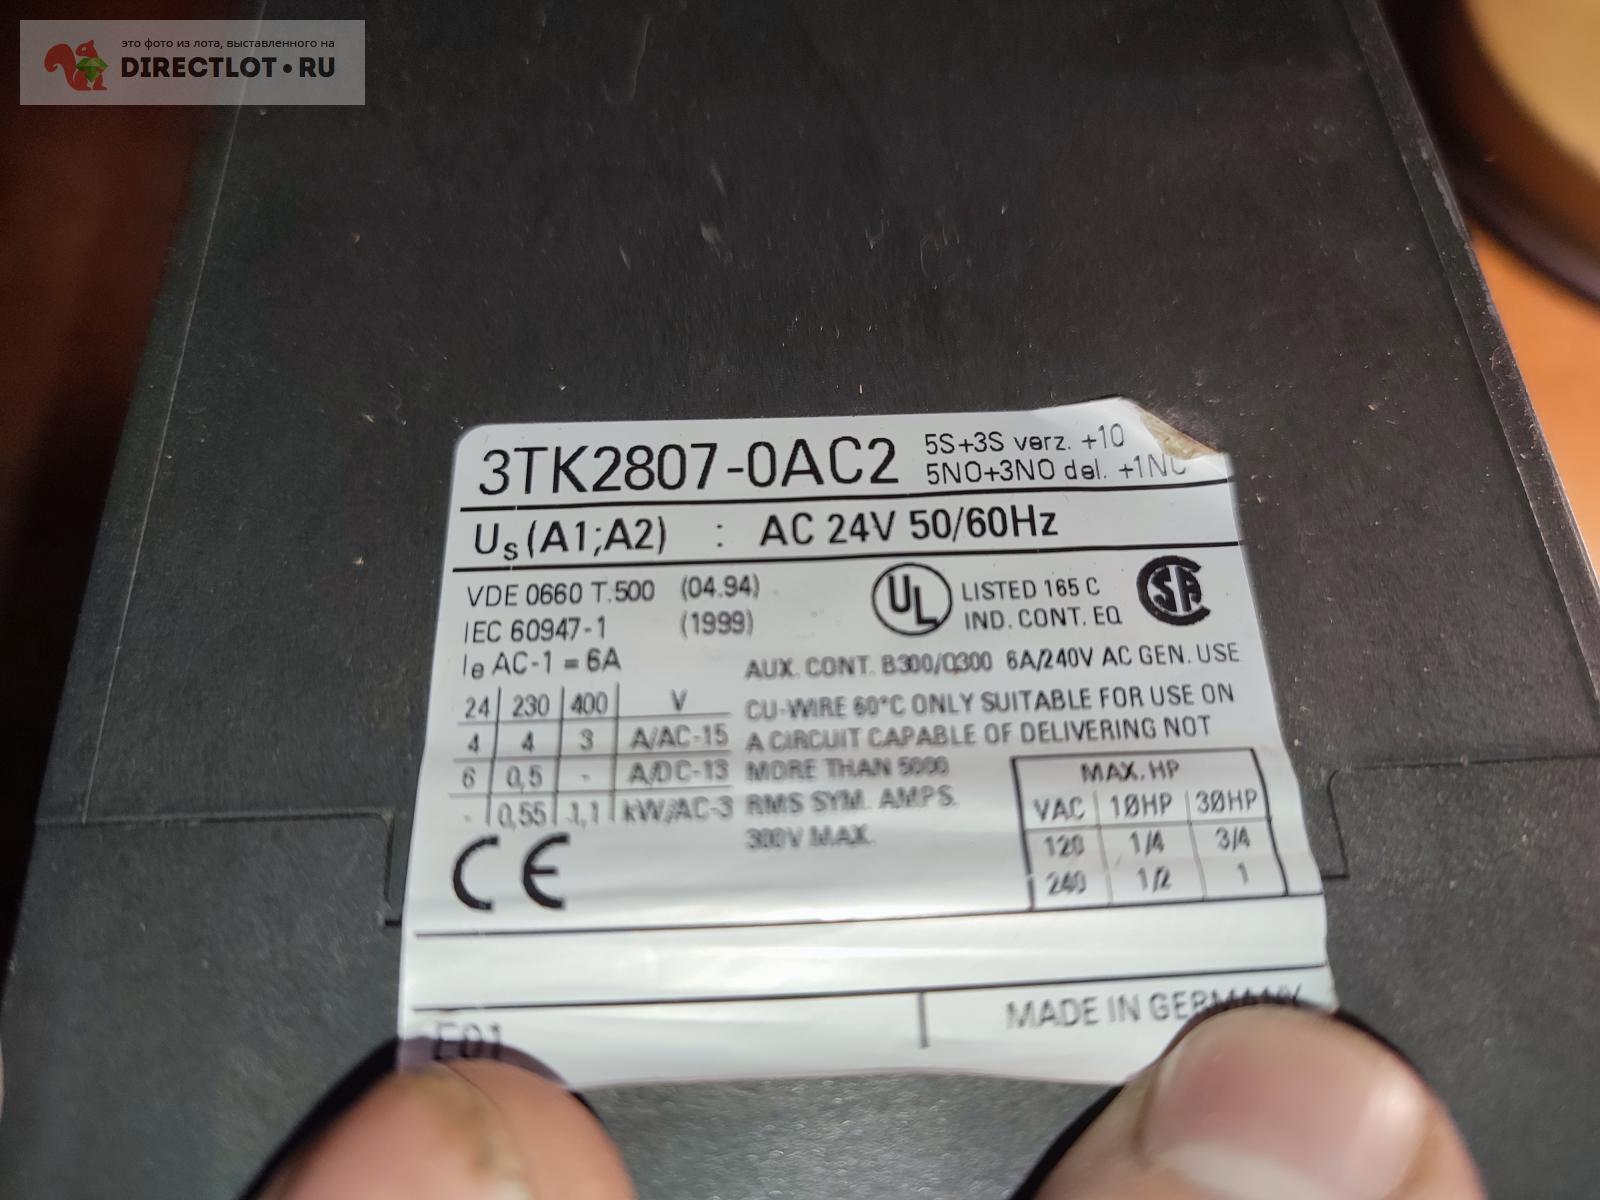 это фото из лота, выставленного на
DIRECTLOT•RU
3TK2807-0AC2
5S+3S verz. +1Ö
5NO+3NO del. +1NC
Us (A1;A2) : AC 24V 50/60Hz
VDE 0660 T.500 (04.94)
IEC 60947-1 (1999)
Ie AC-1 = 6A
UL LISTED 165 C
IND. CONT. EQ
SA
AUX. CONT. B300/Q300 6A/240V AC GEN. USE
CU-WIRE 60°C ONLY SUITABLE FOR USE ON
A CIRCUIT CAPABLE OF DELIVERING NOT
MORE THAN 5000
RMS SYM. AMPS.
300V MAX.
24 230 400 V
4 4 3 A/AC-15
6 0,5 - A/DC-13
- 0,55 1,1 kW/AC-3
MAX. HP
VAC 1ØHP 3ØHP
120 1/4 3/4
240 1/2 1
CE
E01
MADE IN GERMANY